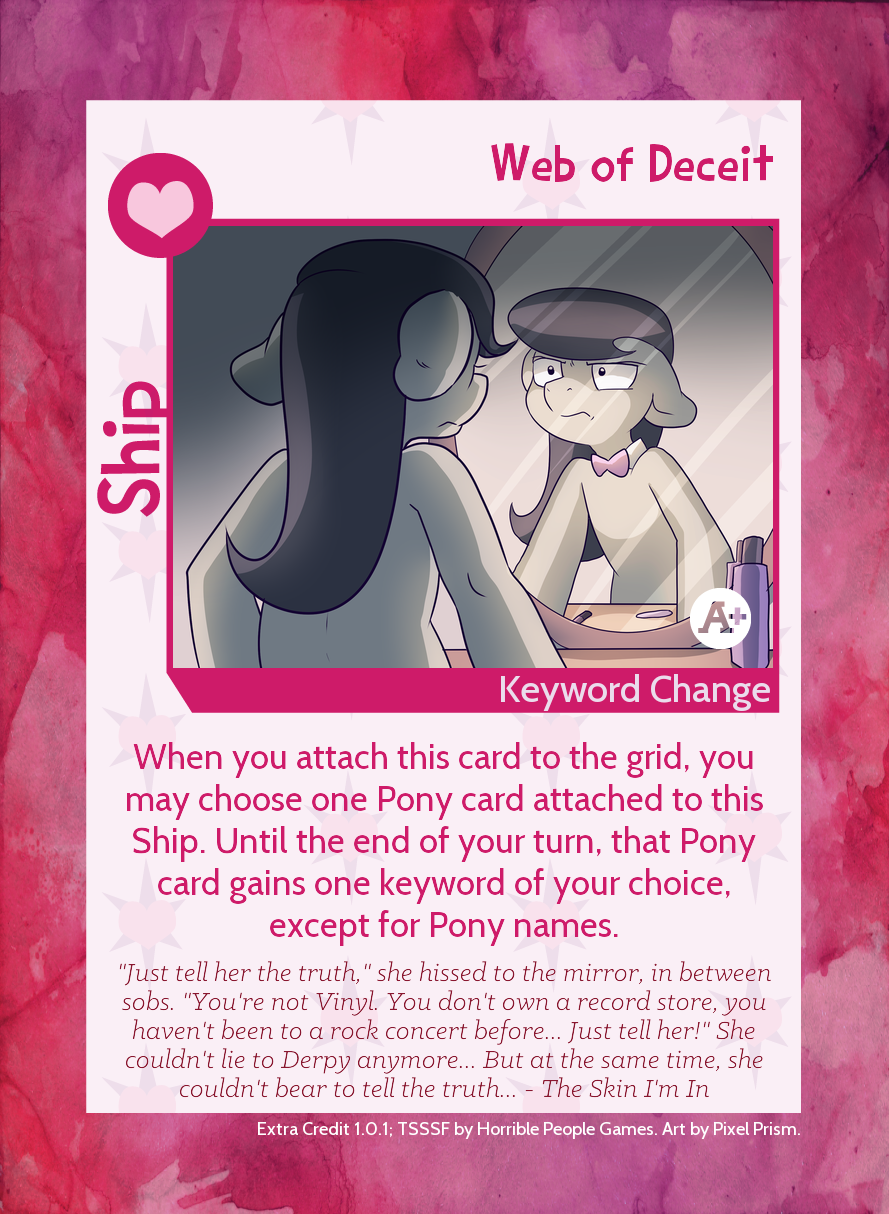 Web of Deceit
Ship
A+
Keyword Change
When you attach this card to the grid, you
may choose one Pony card attached to this
Ship. Until the end of your turn, that Pony
card gains one keyword of your choice,
except for Pony names.
"Just tell her the truth," she hissed to the mirror, in between
sobs. "You're not Vinyl. You don't own a record store, you
haven't been to a rock concert before... Just tell her!" She
couldn't lie to Derpy anymore... But at the same time, she
couldn't bear to tell the truth... - The Skin I'm In
Extra Credit 1.0.1; TSSSF by Horrible People Games. Art by Pixel Prism.